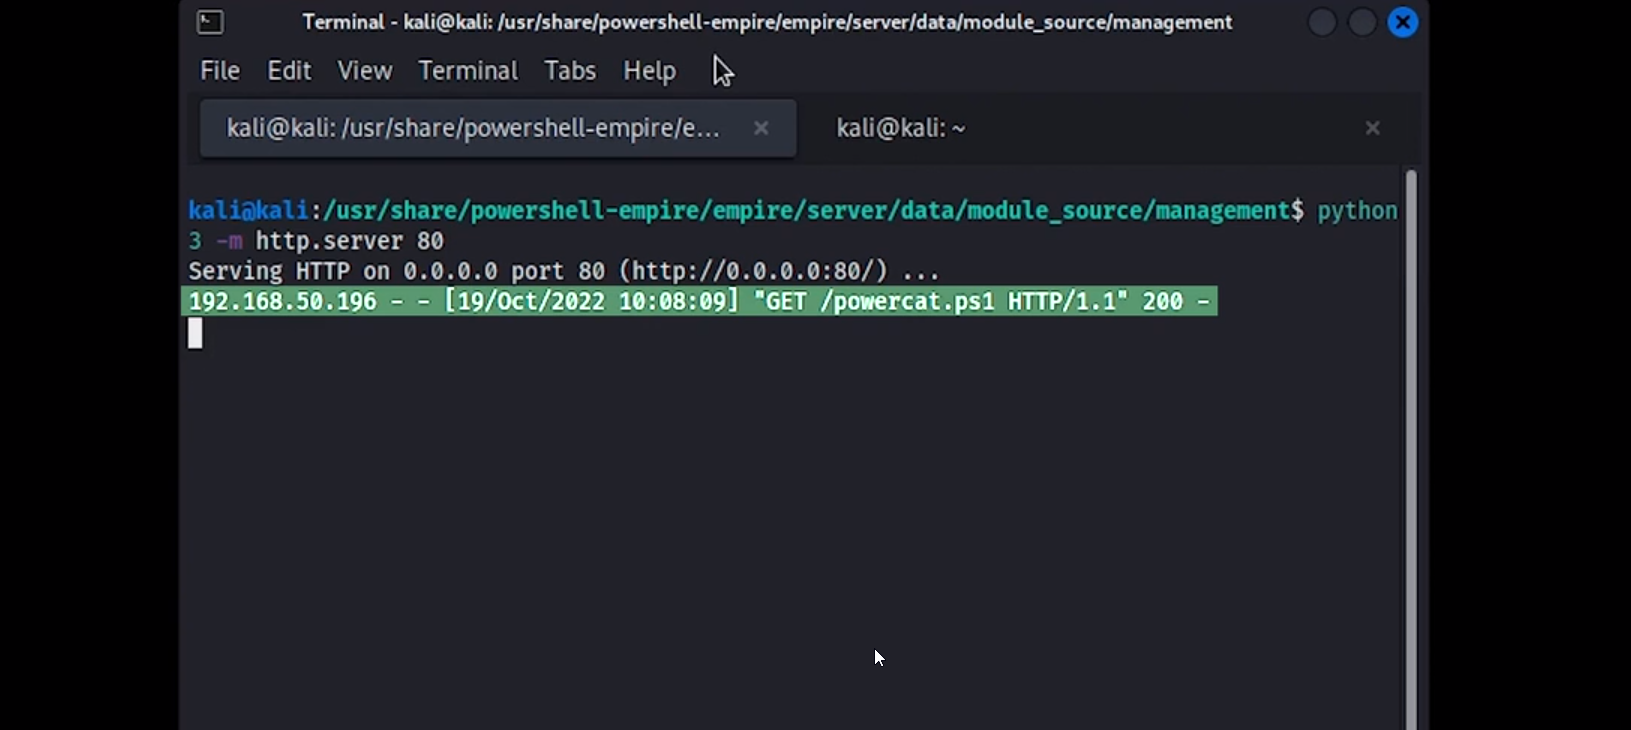 Terminal - kali@kali: /usr/share/powershell-empire/empire/server/data/module_source/management
File Edit View Terminal Tabs Help
kali@kali: /usr/share/powershell-empire/e... × kali@kali: ~ ×
kali@kali:/usr/share/powershell-empire/empire/server/data/module_source/management$ python
3 -m http.server 80
Serving HTTP on 0.0.0.0 port 80 (http://0.0.0.0:80/) ...
192.168.50.196 - - [19/Oct/2022 10:08:09] "GET /powercat.ps1 HTTP/1.1" 200 -